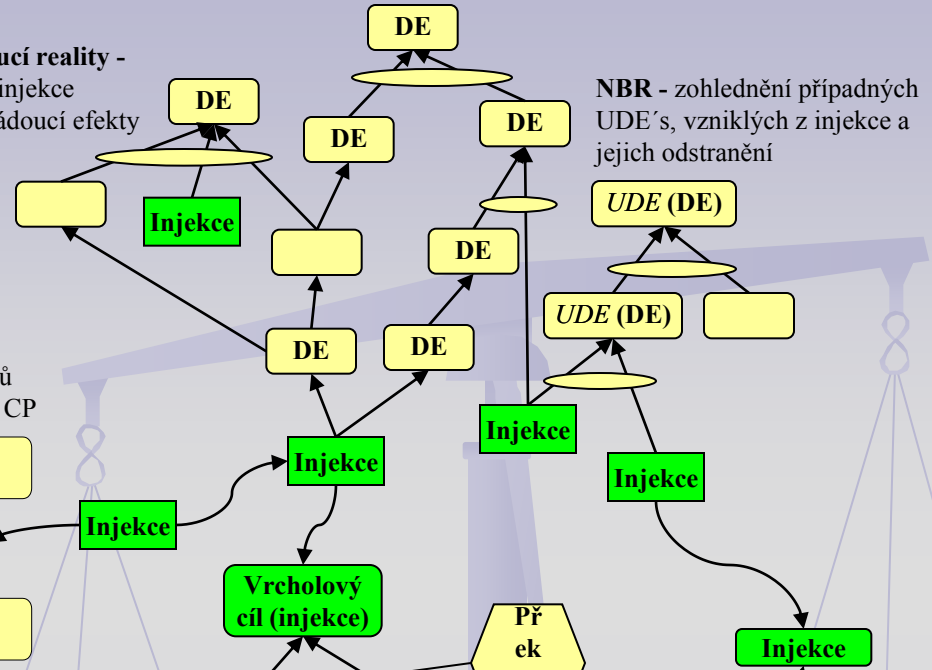 DE
ucí reality -
injekce
ádoucí efekty
DE
DE
DE
NBR - zohlednění případných
UDE´s, vzniklých z injekce a
jejich odstranění
Injekce
UDE (DE)
DE
UDE (DE)
DE
DE
ů
CP
Injekce
Injekce
Injekce
Injekce
Vrcholový
cíl (injekce)
Př
ek
Injekce